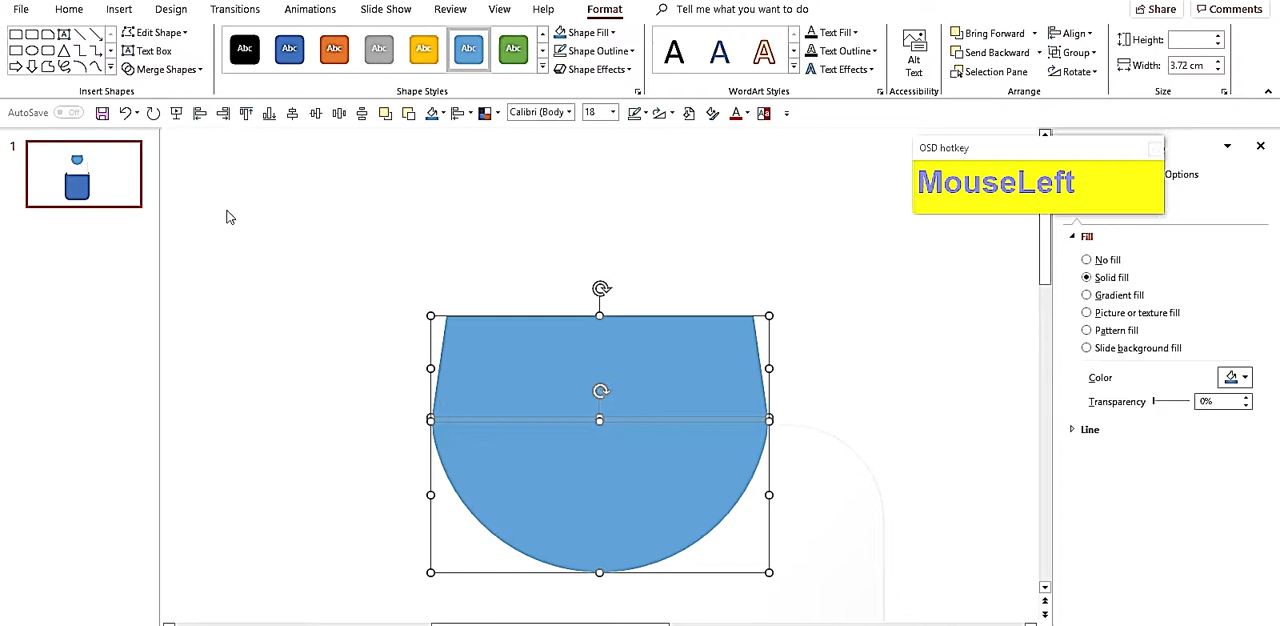 File Home Insert Design Transitions Animations Slide Show Review View Help Format Tell me what you want to do Share Comments
Edit Shape
Text Box
Merge Shapes
Insert Shapes
Abc Abc Abc Abc Abc Abc Abc
Shape Fill
Shape Outline
Shape Effects
Shape Styles
A A A
Text Fill
Text Outline
Text Effects
WordArt Styles
Alt
Text
Accessibility
Bring Forward
Send Backward
Selection Pane
Align
Group
Rotate
Arrange
Height:
Width: 3.72 cm
Size
AutoSave Off Calibri (Body 18
1
OSD hotkey
MouseLeft
Options
Fill
No fill
Solid fill
Gradient fill
Picture or texture fill
Pattern fill
Slide background fill
Color
Transparency 0%
Line